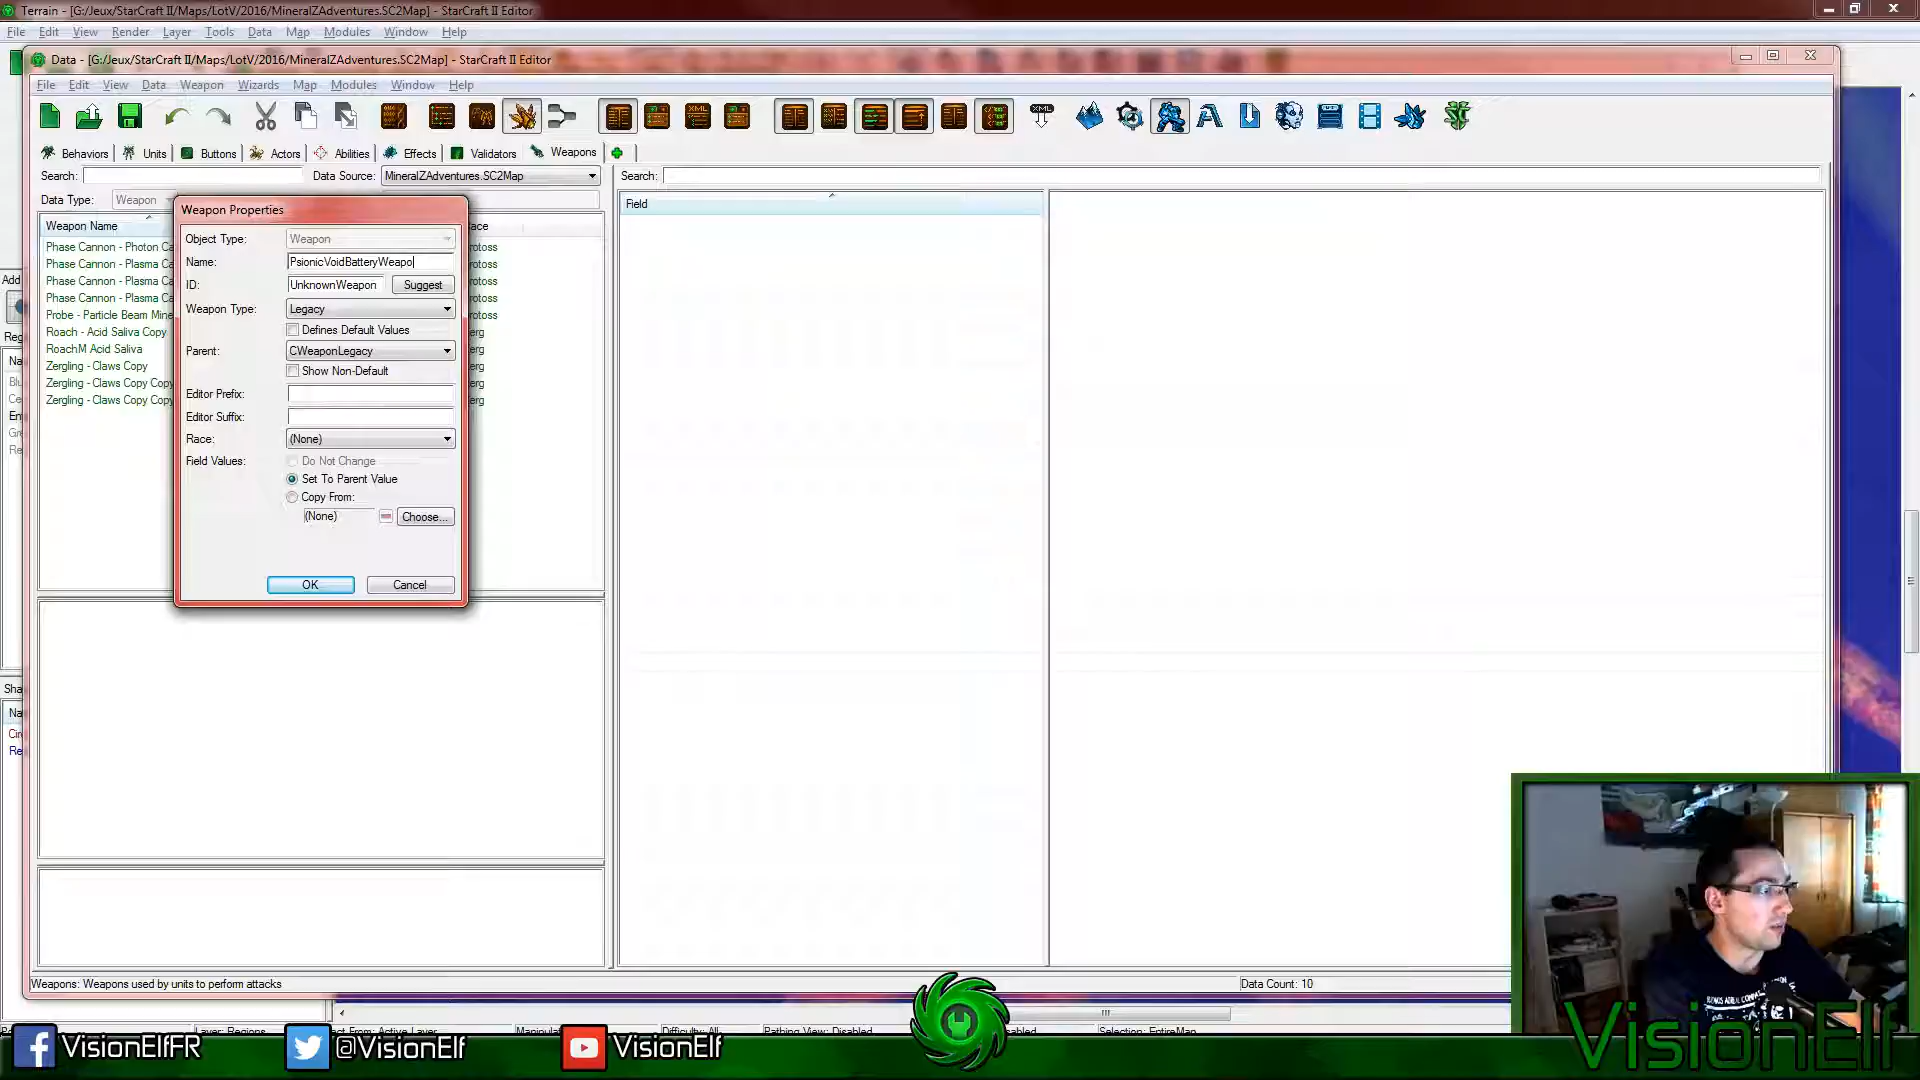 Terrain - [G:/Jeux/StarCraft II/Maps/LotV/2016/MineralZAdventures.SC2Map] - StarCraft II Editor
File Edit View Render Layer Tools Data Map Modules Window Help
Data - [G:/Jeux/StarCraft II/Maps/LotV/2016/MineralZAdventures.SC2Map] - StarCraft II Editor
File Edit View Data Weapon Wizards Map Modules Window Help
Behaviors Units Buttons Actors Abilities Effects Validators Weapons
Search: Data Source: MineralZAdventures.SC2Map Search:
Data Type: Weapon
Weapon Name
Field
Phase Cannon - Photon Ca
Phase Cannon - Plasma Ca
Phase Cannon - Plasma Ca
Phase Cannon - Plasma Ca
Probe - Particle Beam Mine
Roach - Acid Saliva Copy
RoachM Acid Saliva
Zergling - Claws Copy
Zergling - Claws Copy Copy
Zergling - Claws Copy Copy
Weapon Properties
Object Type: Weapon
Name: PsionicVoidBatteryWeapo
ID: UnknownWeapon Suggest
Weapon Type: Legacy
Defines Default Values
Parent: CWeaponLegacy
Show Non-Default
Editor Prefix:
Editor Suffix:
Race: (None)
Field Values: Do Not Change
Set To Parent Value
Copy From:
(None) Choose...
OK Cancel
Add
Weapons: Weapons used by units to perform attacks
Data Count: 10
VisionElfFR @VisionElf VisionElf
VisionElf